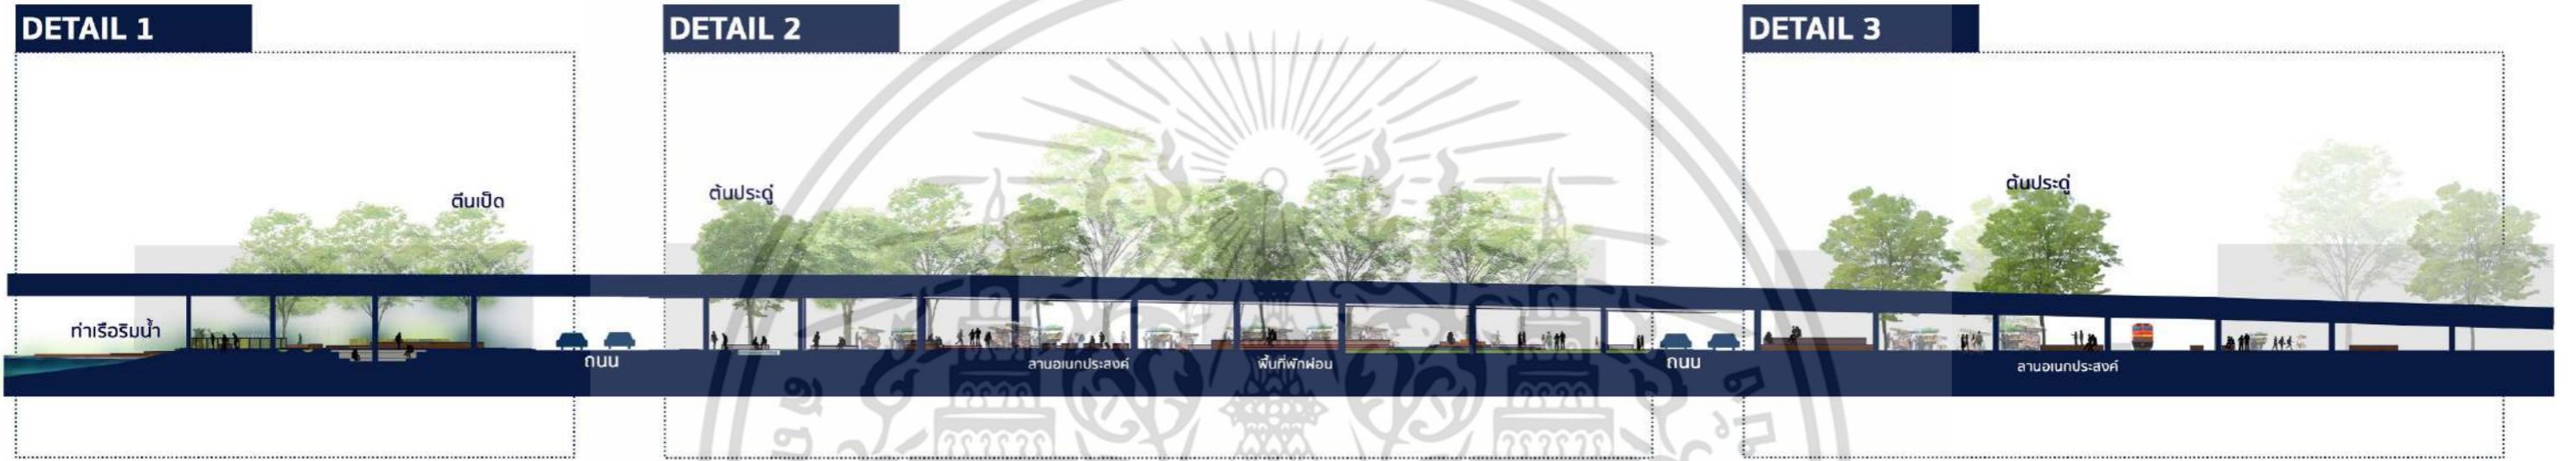 DETAIL 1
ตีนเป็ด
ท่าเรือริมน้ำ
ถนน
DETAIL 2
ต้นประดู่
ลานอเนกประสงค์
พื้นที่พักผ่อน
ถนน
DETAIL 3
ต้นประดู่
ลานอเนกประสงค์